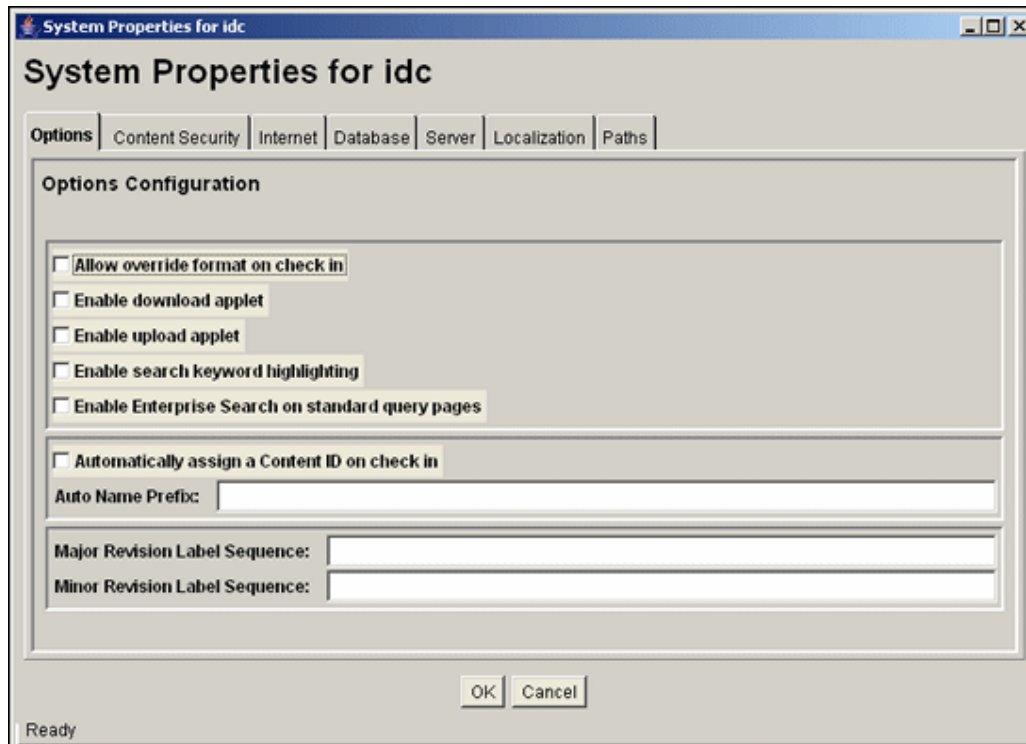 System Properties for idc
System Properties for idc
Options Content Security Internet Database Server Localization Paths
Options Configuration
Allow override format on check in
Enable download applet
Enable upload applet
Enable search keyword highlighting
Enable Enterprise Search on standard query pages
Automatically assign a Content ID on check in
Auto Name Prefix:
Major Revision Label Sequence:
Minor Revision Label Sequence:
OK Cancel
Ready